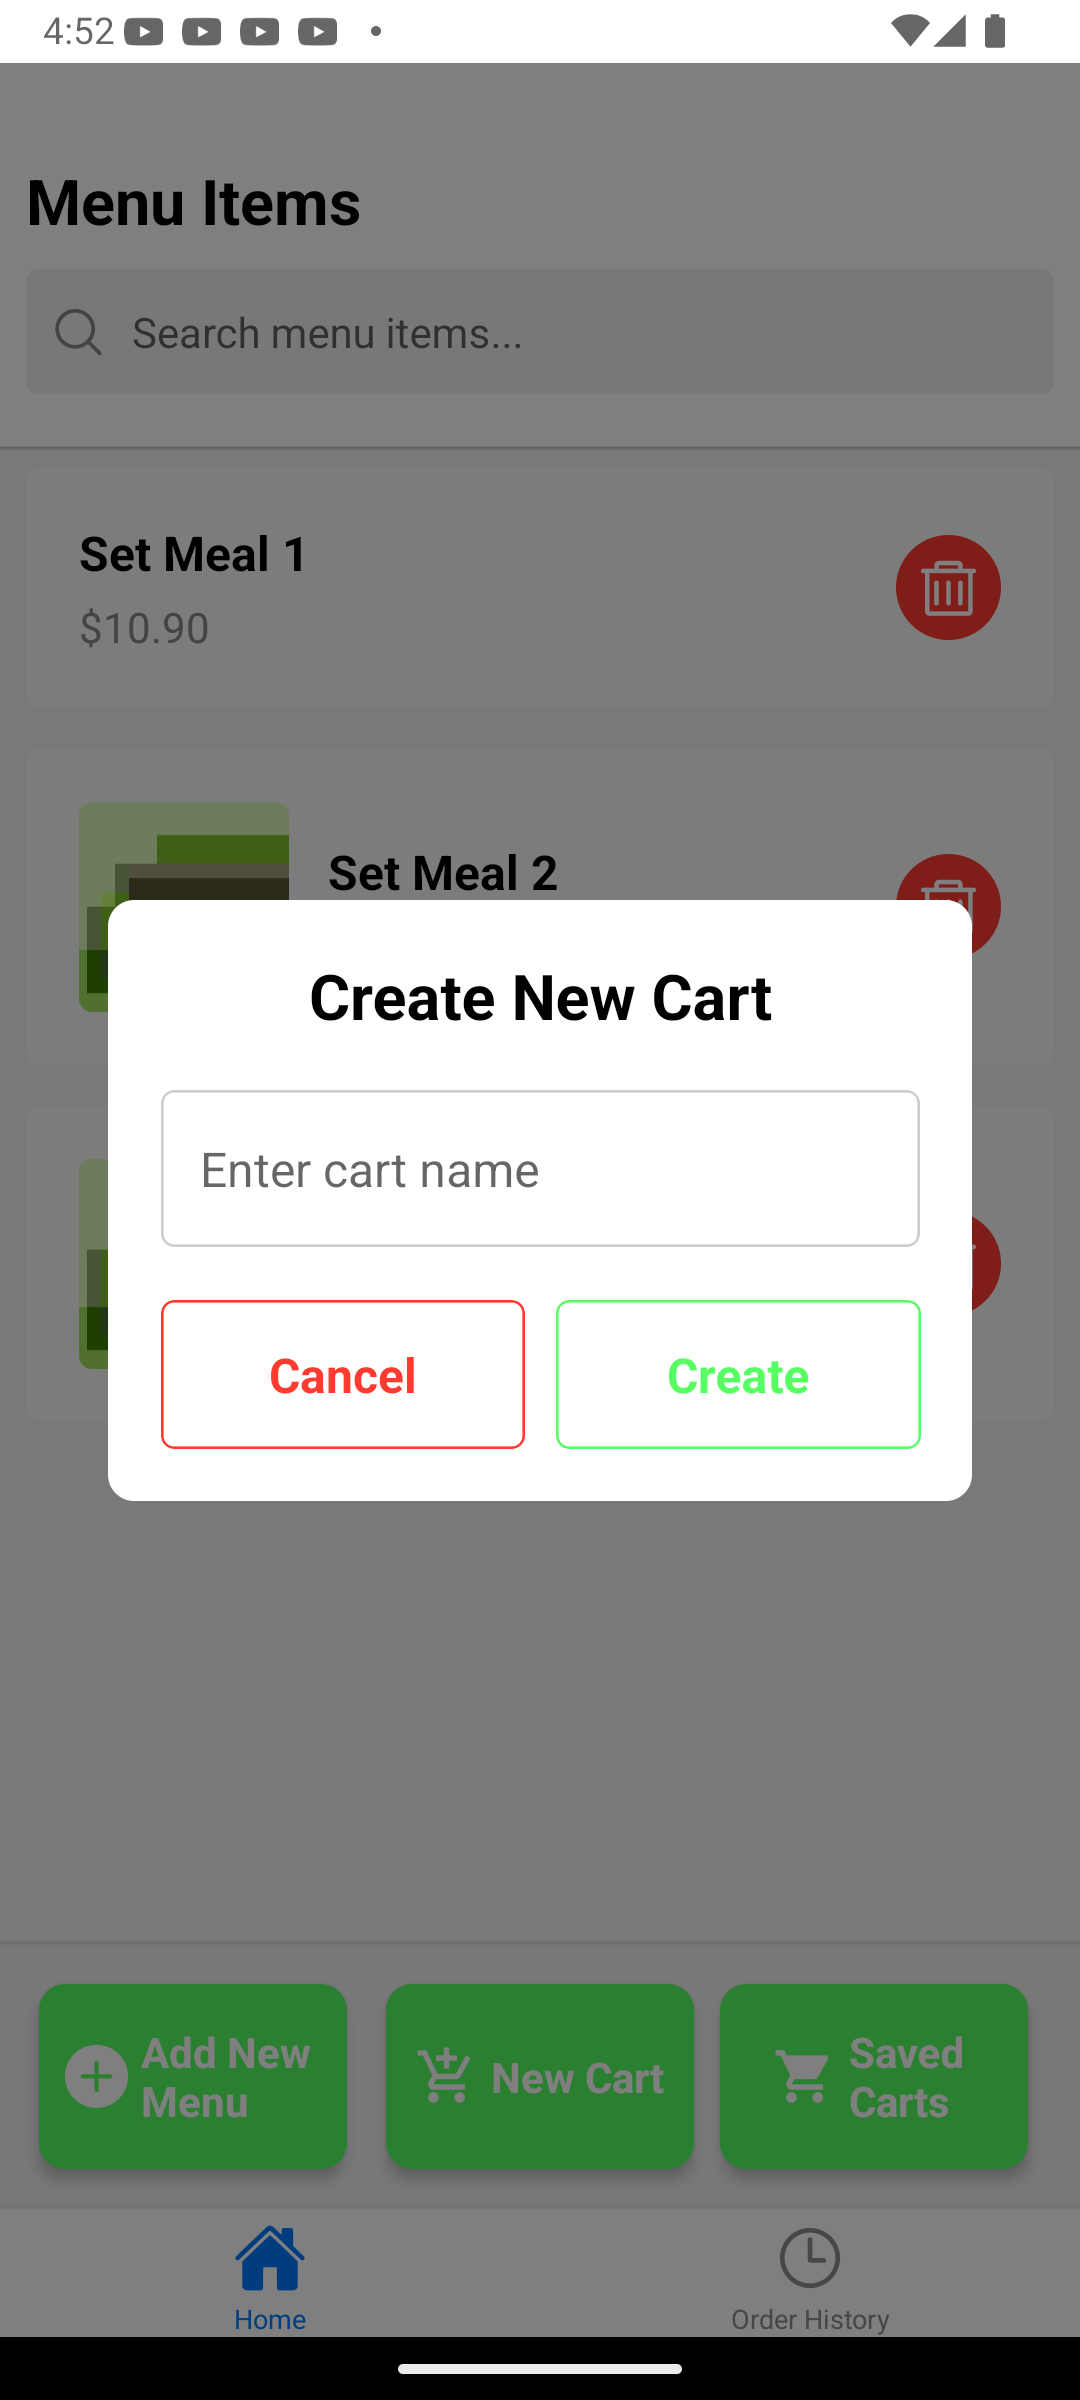 4:52
Menu Items
Search menu items...
Set Meal 1
$10.90
Set Meal 2
Create New Cart
Enter cart name
Cancel
Create
Add New
Menu
New Cart
Saved
Carts
Home
Order History